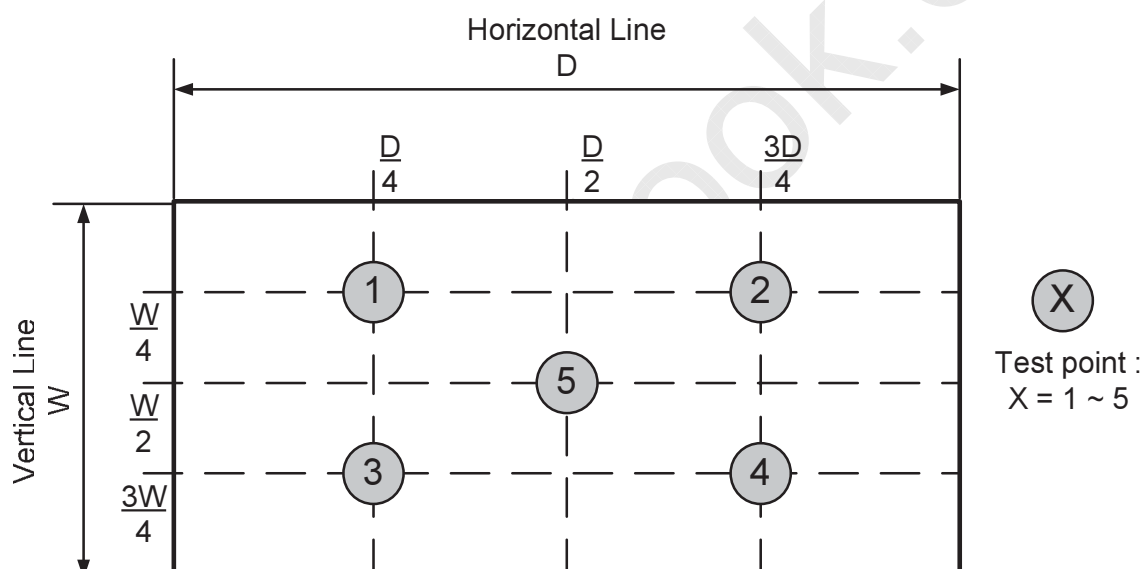 Horizontal Line
D
D
4
D
2
3D
4
1
2
X
W
4
Vertical Line
W
5
Test point :
X = 1 ~ 5
W
2
3
4
3W
4
ook.